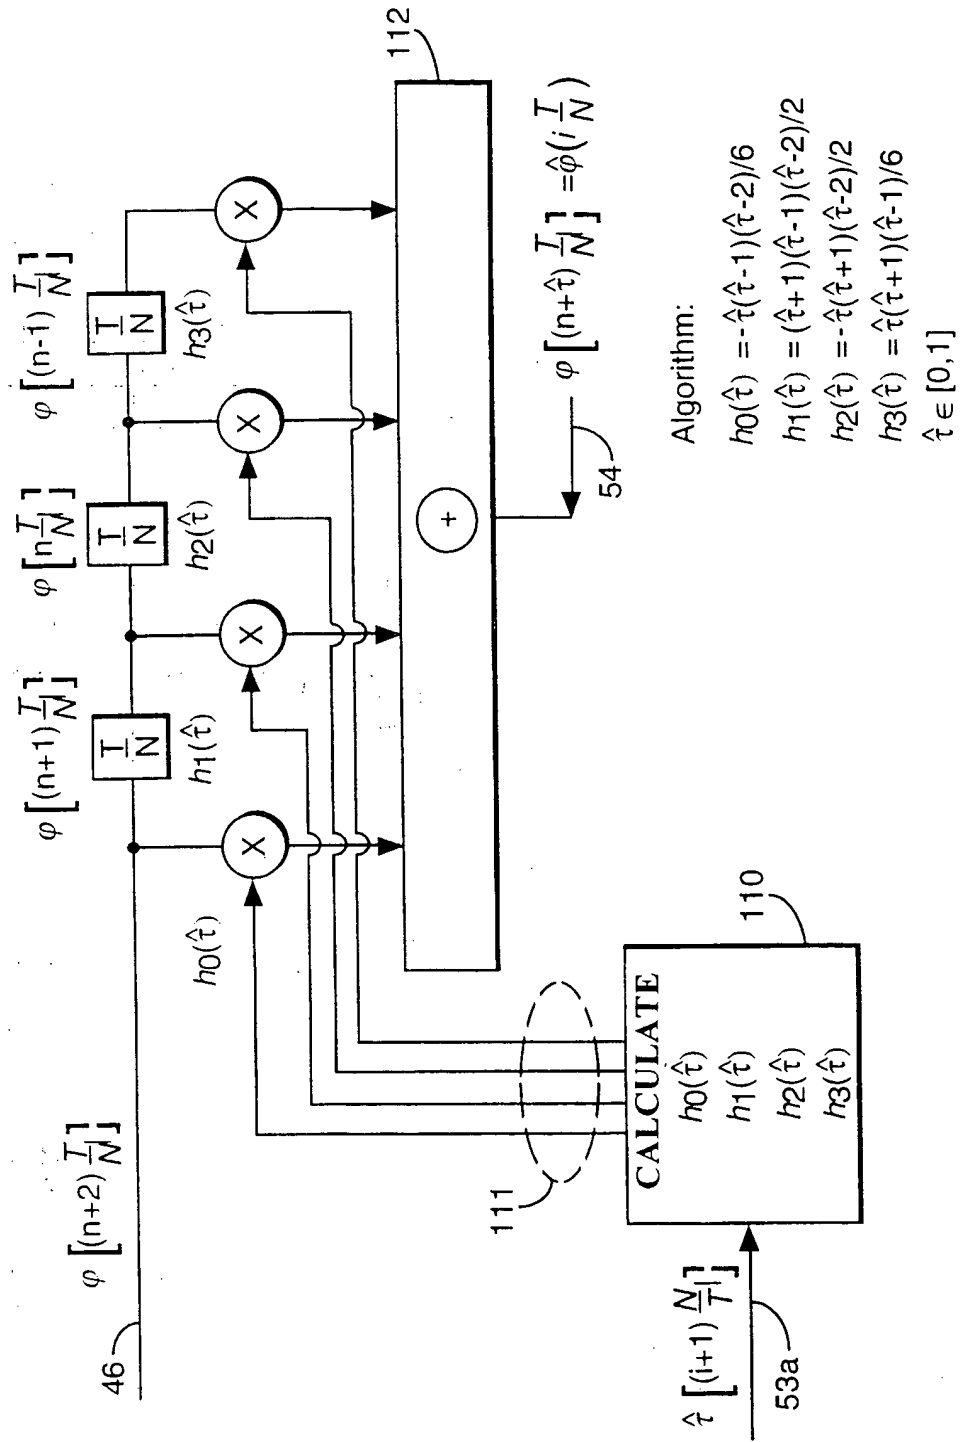 46
φ[(n+2) T/N]
φ[(n+1) T/N]
φ[n T/N]
φ[(n-1) T/N]
T/N
T/N
T/N
h0(τ̂)
h1(τ̂)
h2(τ̂)
h3(τ̂)
X
X
X
X
112
+
111
54
φ[(n+τ̂) T/N] =φ̂(i T/N)
τ̂ [(i+1) N/T]
53a
110
CALCULATE
h0(τ̂)
h1(τ̂)
h2(τ̂)
h3(τ̂)
Algorithm:
h0(τ̂) =-τ̂(τ̂-1)(τ̂-2)/6
h1(τ̂) =(τ̂+1)(τ̂-1)(τ̂-2)/2
h2(τ̂) =-τ̂(τ̂+1)(τ̂-2)/2
h3(τ̂) =τ̂(τ̂+1)(τ̂-1)/6
τ̂ ∈ [0,1]